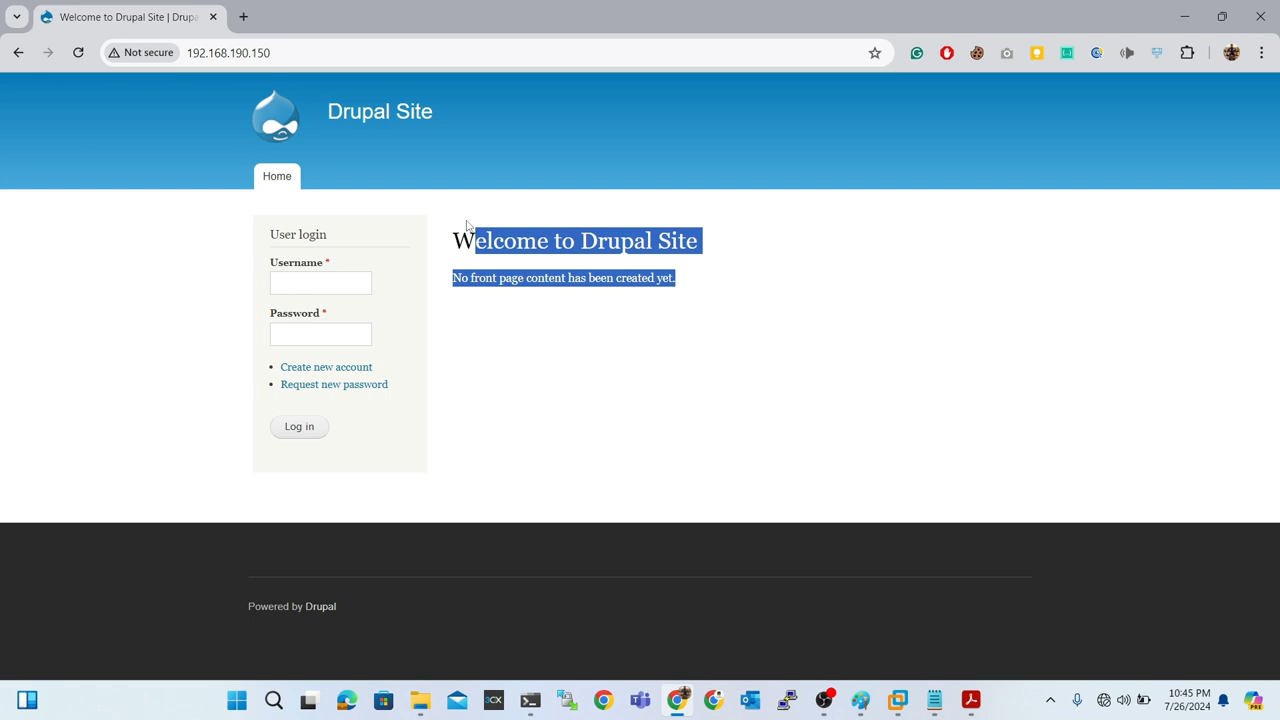 Welcome to Drupal Site | Drupa
Not secure
192.168.190.150
Drupal Site
Home
User login
Username *
Password *
Create new account
Request new password
Log in
Welcome to Drupal Site
No front page content has been created yet.
Powered by Drupal
3CX
10:45 PM
7/26/2024
PRE